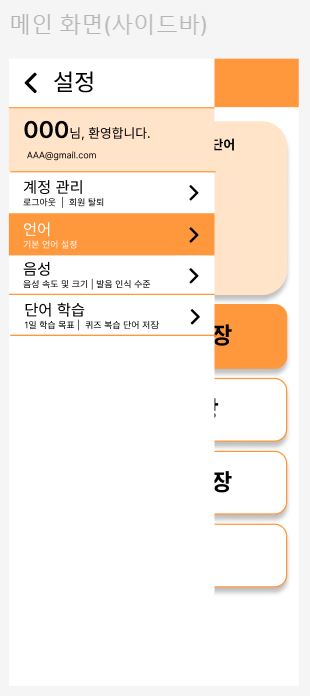 메인 화면(사이드바)
설정
000님, 환영합니다.
AAA@gmail.com
단어
계정 관리
로그아웃 | 회원 탈퇴
언어
기본 언어 설정
음성
음성 속도 및 크기 | 발음 인식 수준
단어 학습
1일 학습 목표 | 퀴즈 복습 단어 저장
장
장